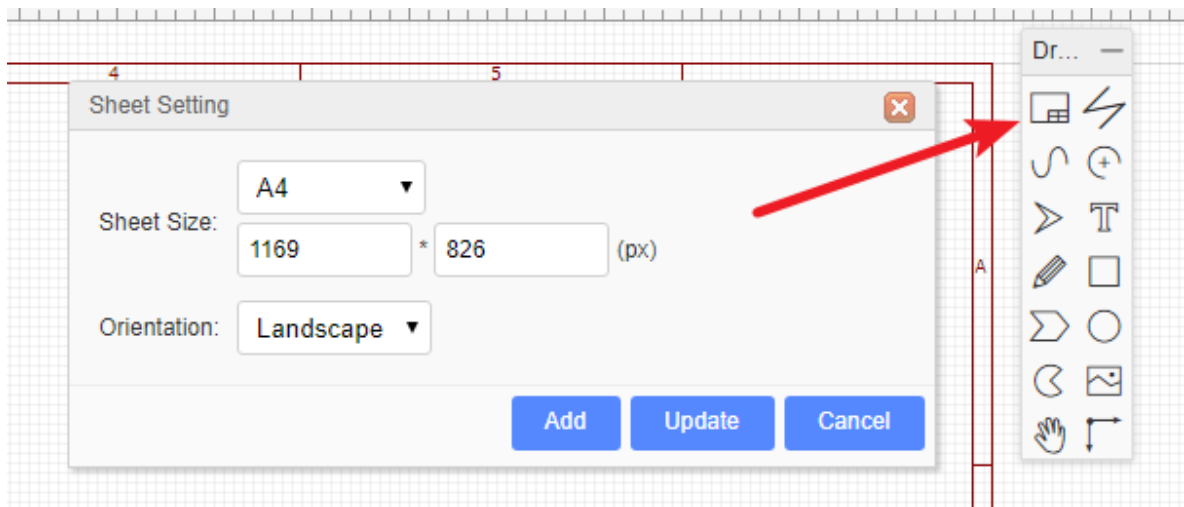 4 5
Dr...
Sheet Setting
A4
Sheet Size:
1169 * 826 (px)
A
Orientation: Landscape
Add Update Cancel